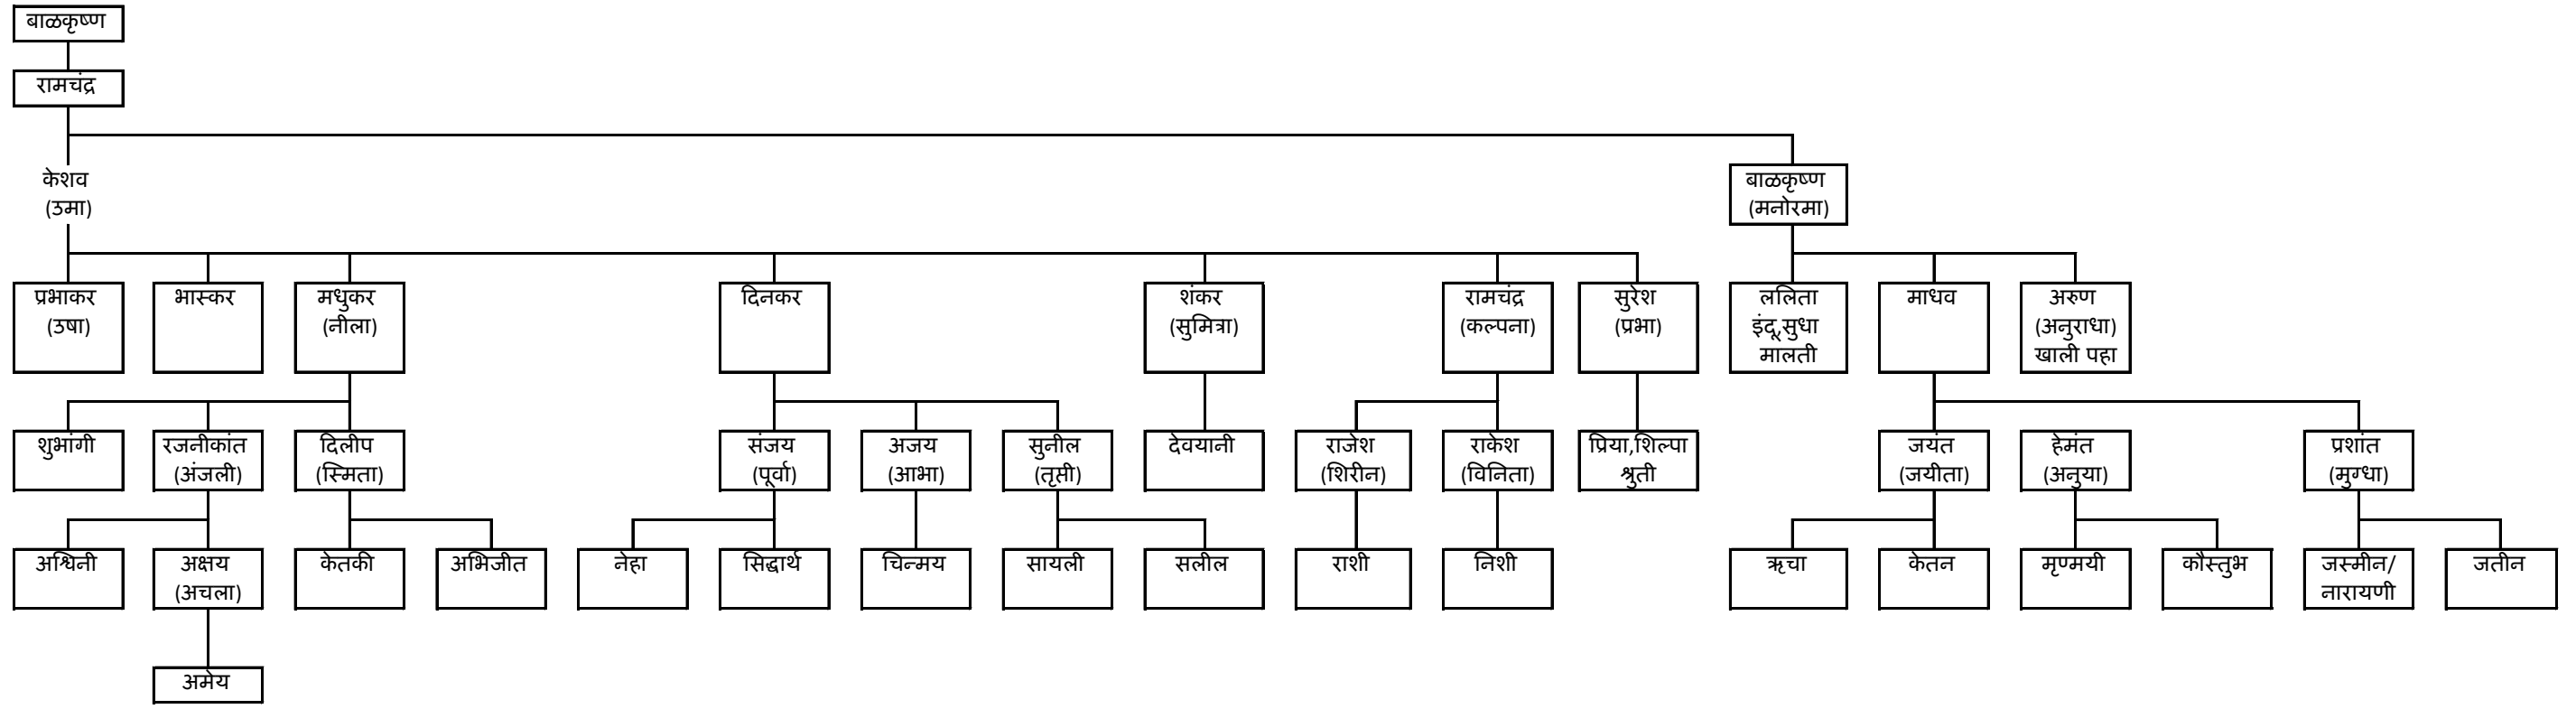 बाळकृष्ण
रामचंद्र
केशव
(उमा)
बाळकृष्ण
(मनोरमा)
प्रभाकर
(उषा)
भास्कर
मधुकर
(नीला)
दिनकर
शंकर
(सुमित्रा)
रामचंद्र
(कल्पना)
सुरेश
(प्रभा)
ललिता
इंदू,सुधा
मालती
माधव
अरुण
(अनुराधा)
खाली पहा
शुभांगी
रजनीकांत
(अंजली)
दिलीप
(स्मिता)
संजय
(पूर्वा)
अजय
(आभा)
सुनील
(तृप्ती)
देवयानी
राजेश
(शिरीन)
राकेश
(विनिता)
प्रिया,शिल्पा
श्रुती
जयंत
(जयीता)
हेमंत
(अनुया)
प्रशांत
(मुग्धा)
अश्विनी
अक्षय
(अचला)
केतकी
अभिजीत
नेहा
सिद्धार्थ
चिन्मय
सायली
सलील
राशी
निशी
ऋचा
केतन
मृण्मयी
कौस्तुभ
जस्मीन/
नारायणी
जतीन
अमेय